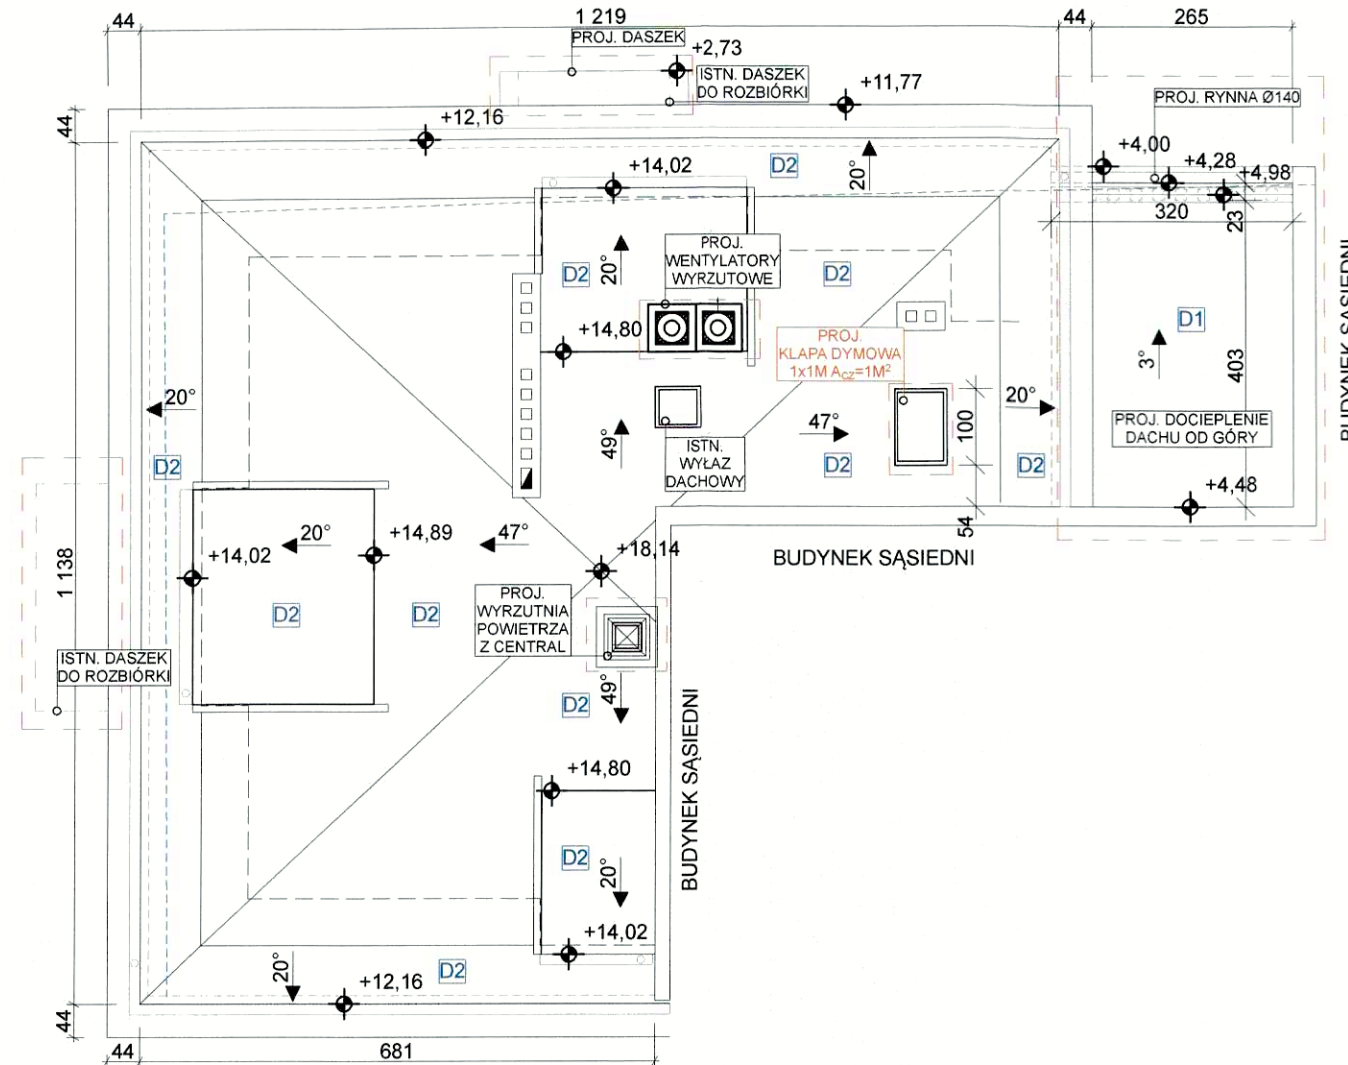 44
1 219
44
265
PROJ. DASZEK
+2,73
ISTN. DASZEK
DO ROZBIÓRKI
+11,77
PROJ. RYNNA Ø140
44
+12,16
+4,00
+4,28
+4,98
+14,02
D2
20°
320
23
PROJ.
WENTYLATORY
WYRZUTOWE
20°
D2
D2
D1
BUDYNEK SĄSIEDNI
+14,80
PROJ.
KLAPA DYMOWA
1x1M ACZ=1M²
3°
403
20°
20°
47°
100
49°
PROJ. DOCIEPLENIE
DACHU OD GÓRY
ISTN.
WYŁAZ
DACHOWY
D2
D2
D2
+4,48
54
20°
+14,89
47°
+14,02
+18,14
BUDYNEK SĄSIEDNI
1 138
PROJ.
WYRZUTNIA
POWIETRZA
Z CENTRAL
D2
D2
ISTN. DASZEK
DO ROZBIÓRKI
49°
D2
BUDYNEK SĄSIEDNI
+14,80
D2
20°
+14,02
20°
D2
+12,16
44
44
681